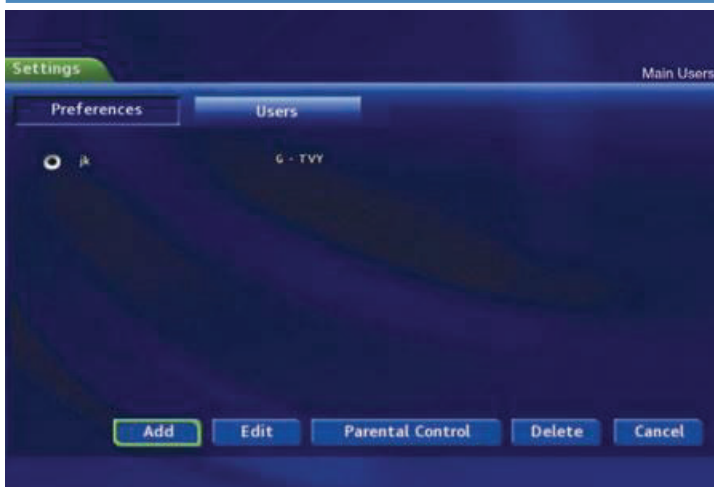 Settings
Main Users
Preferences Users
jk G - TVY
Add Edit Parental Control Delete Cancel